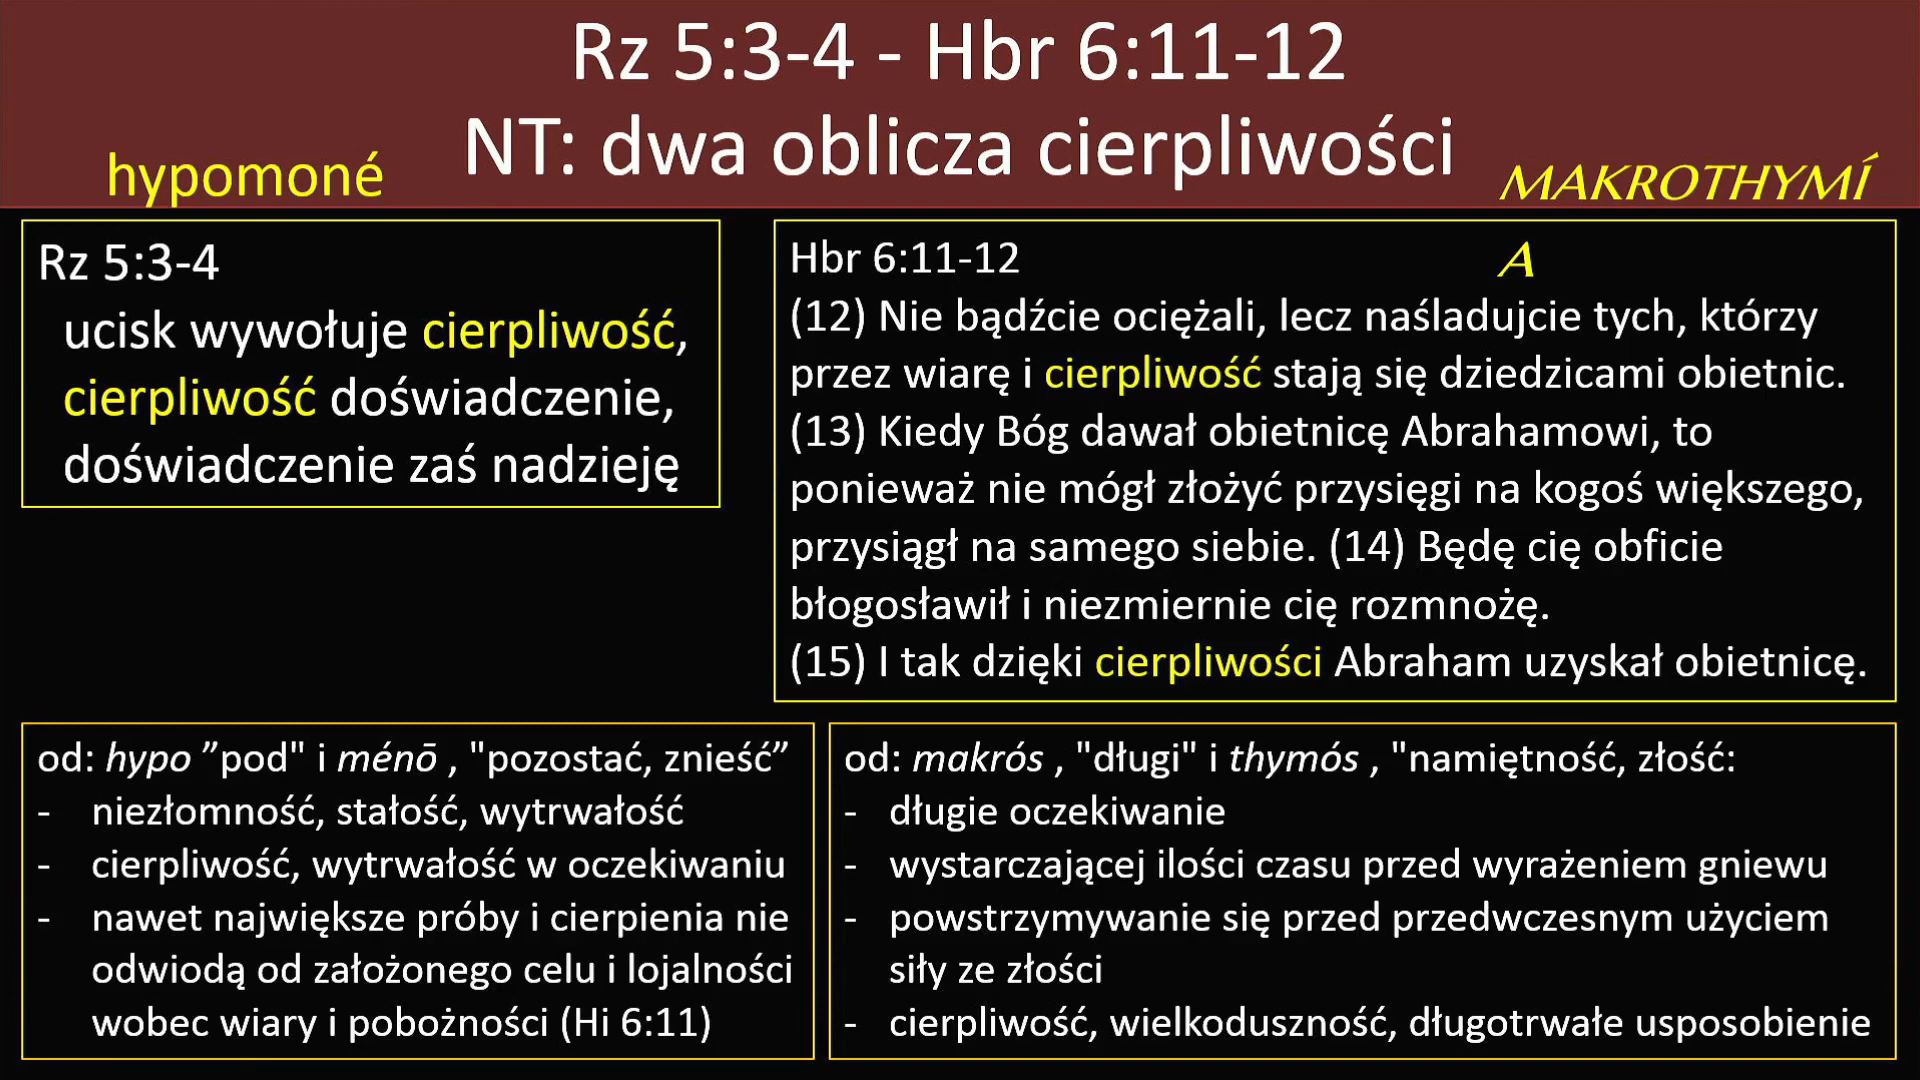 Rz 5:3-4 - Hbr 6:11-12
NT: dwa oblicza cierpliwości
hypomoné
MAKROTHYMÍ
A
Rz 5:3-4
ucisk wywołuje cierpliwość,
cierpliwość doświadczenie,
doświadczenie zaś nadzieję
Hbr 6:11-12
(12) Nie bądźcie ociężali, lecz naśladujcie tych, którzy
przez wiarę i cierpliwość stają się dziedzicami obietnic.
(13) Kiedy Bóg dawał obietnicę Abrahamowi, to
ponieważ nie mógł złożyć przysięgi na kogoś większego,
przysiągł na samego siebie. (14) Będę cię obficie
błogosławił i niezmiernie cię rozmnożę.
(15) I tak dzięki cierpliwości Abraham uzyskał obietnicę.
od: hypo ”pod" i ménō , "pozostać, znieść”
- niezłomność, stałość, wytrwałość
- cierpliwość, wytrwałość w oczekiwaniu
- nawet największe próby i cierpienia nie
odwiodą od założonego celu i lojalności
wobec wiary i pobożności (Hi 6:11)
od: makrós , "długi" i thymós , "namiętność, złość:
- długie oczekiwanie
- wystarczającej ilości czasu przed wyrażeniem gniewu
- powstrzymywanie się przed przedwczesnym użyciem
siły ze złości
- cierpliwość, wielkoduszność, długotrwałe usposobienie